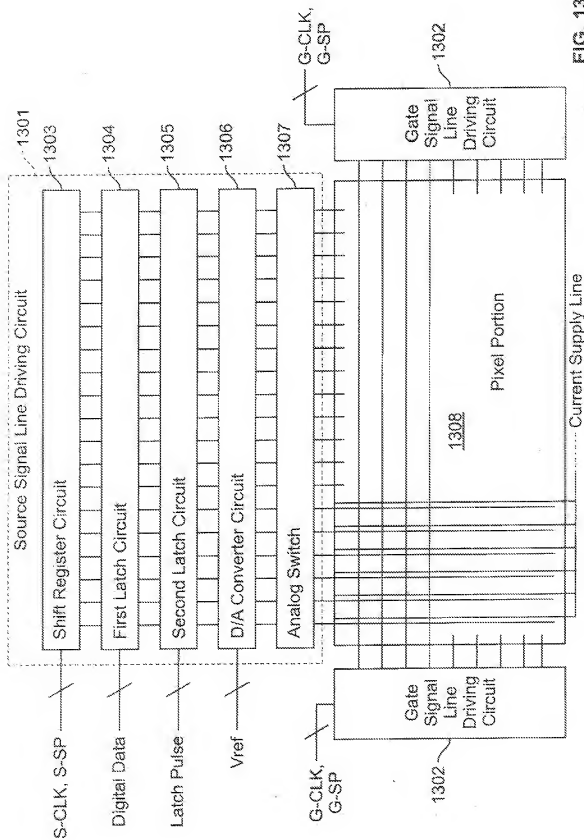 Source Signal Line Driving Circuit
1301
S-CLK, S-SP
Shift Register Circuit
1303
Digital Data
First Latch Circuit
1304
Latch Pulse
Second Latch Circuit
1305
Vref
D/A Converter Circuit
1306
Analog Switch
1307
G-CLK,
G-SP
G-CLK,
G-SP
Gate
Signal
Line
Driving
Circuit
1302
1308
Pixel Portion
Gate
Signal
Line
Driving
Circuit
1302
Current Supply Line
FIG. 13